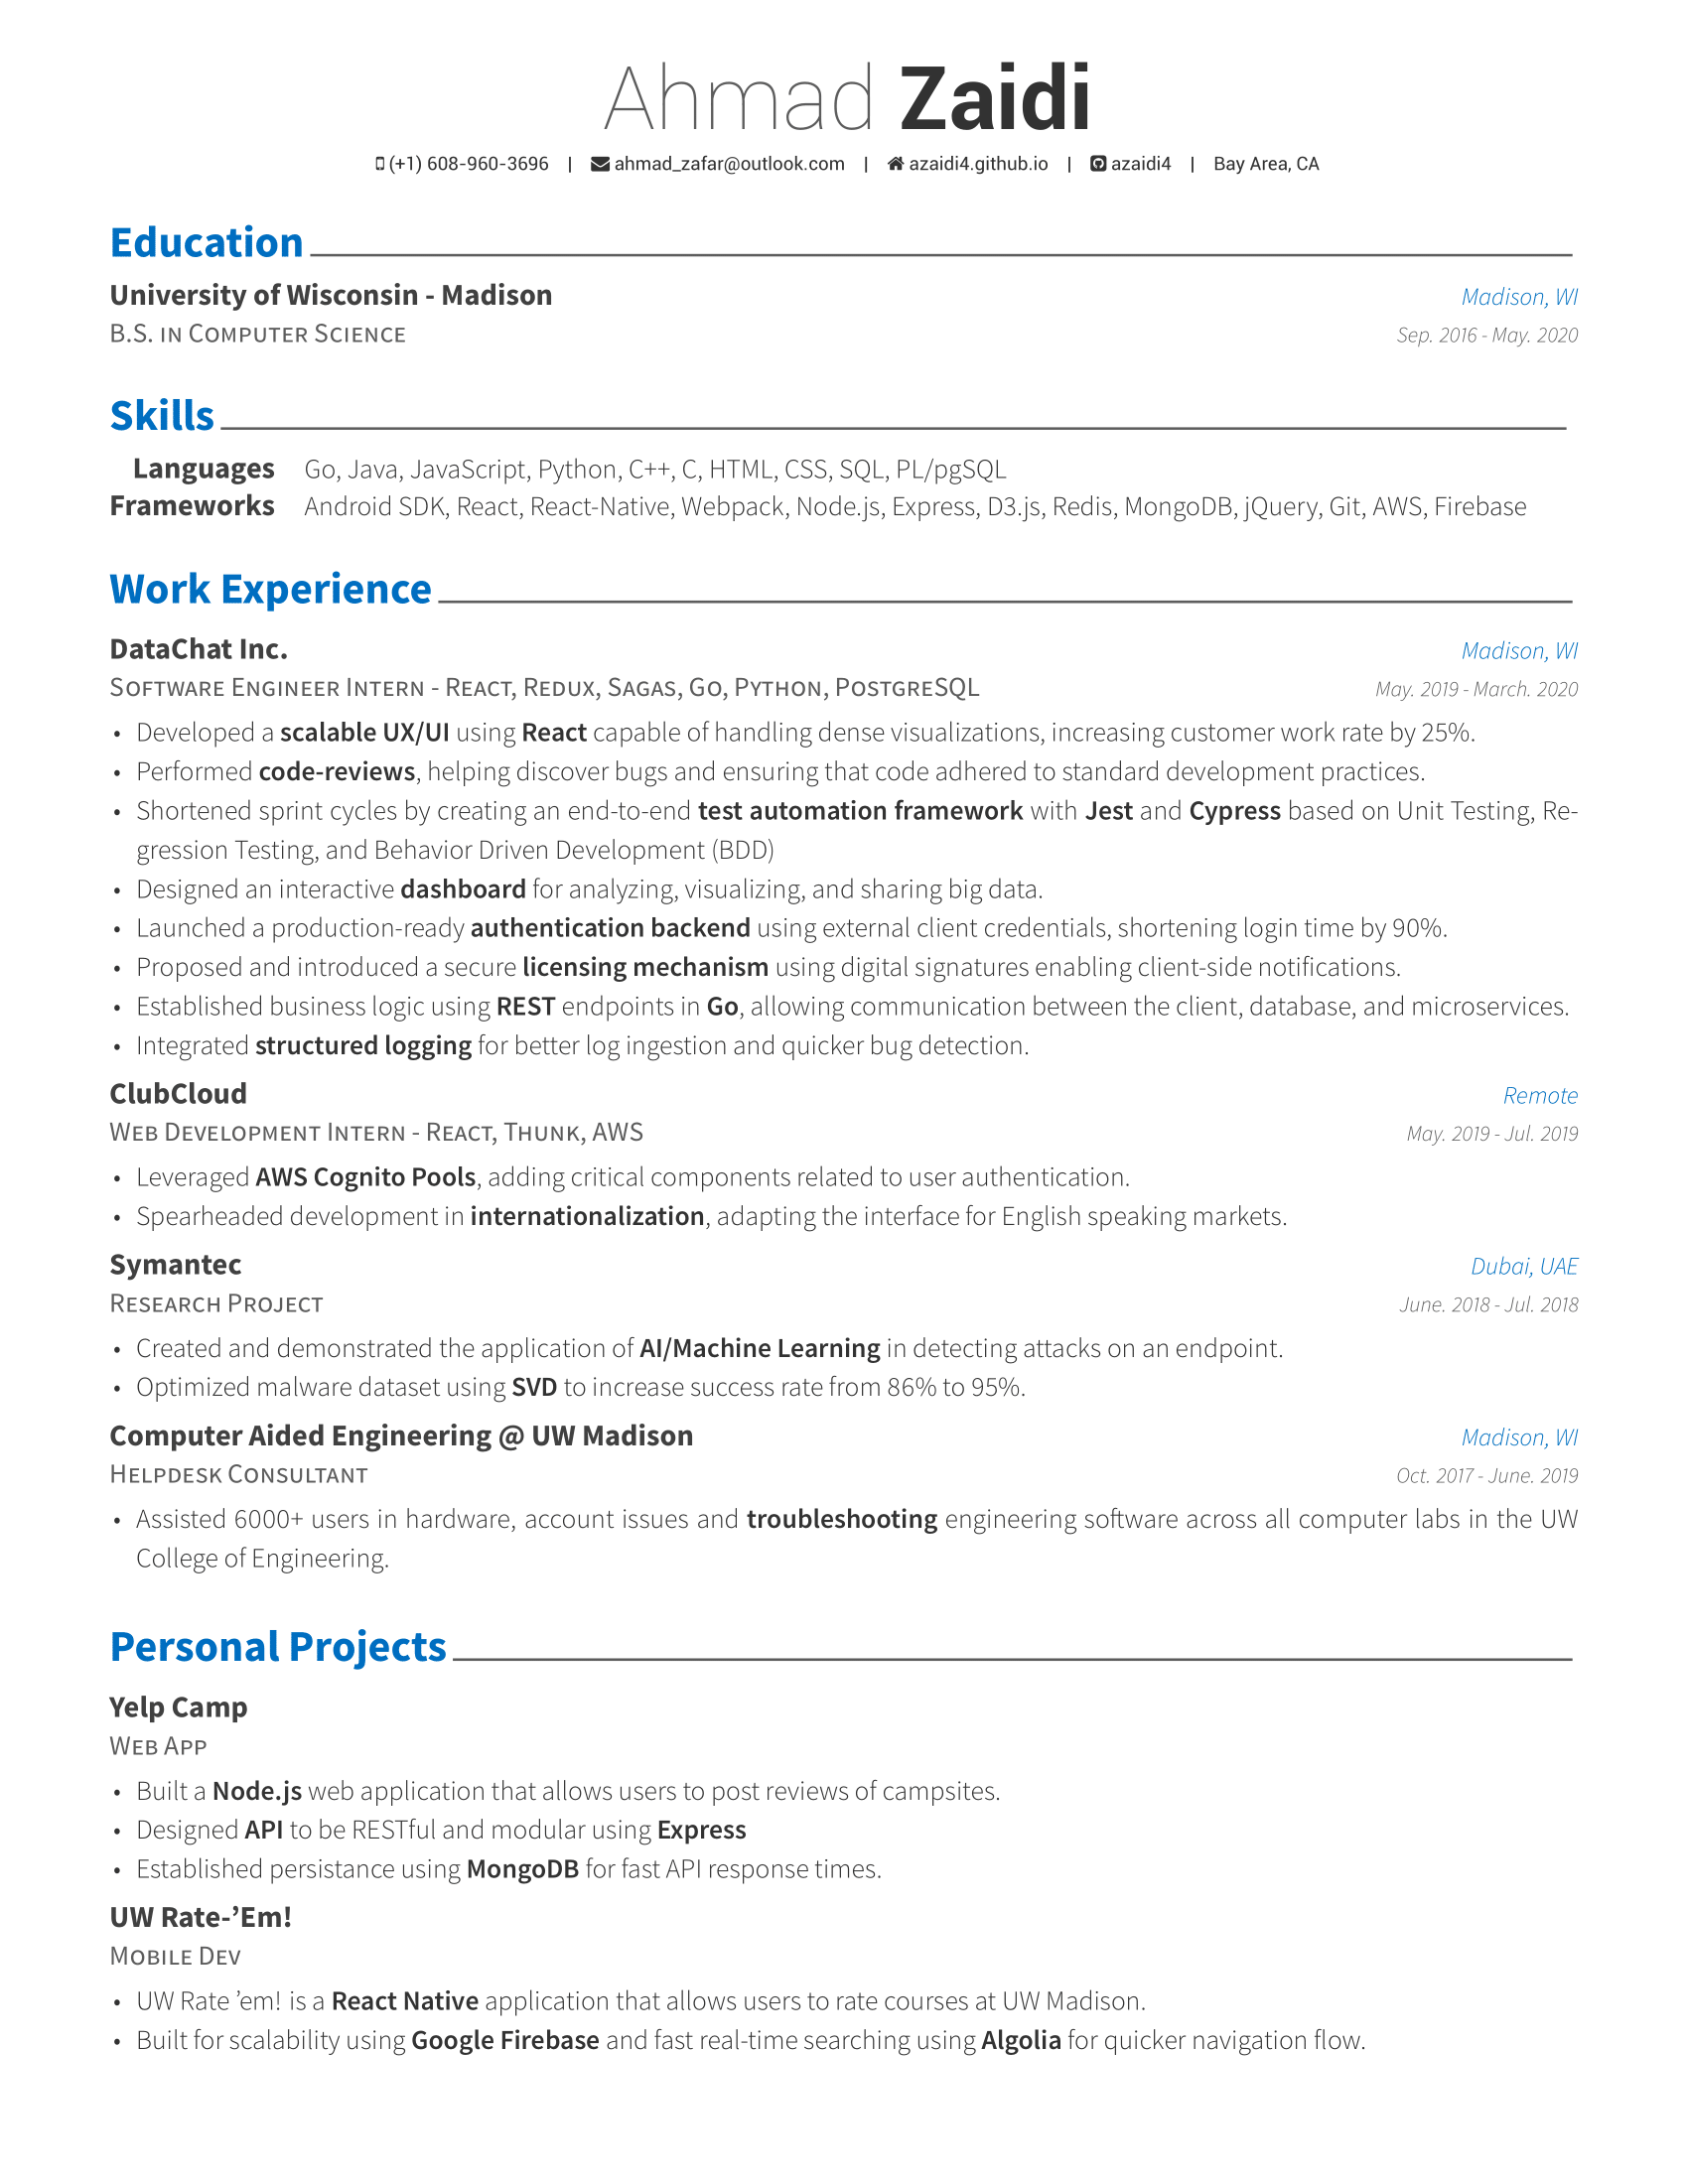 Ahmad Zaidi
(+1) 608-960-3696 | ahmad_zafar@outlook.com | azaidi4.github.io | azaidi4 | Bay Area, CA
Education
University of Wisconsin - Madison Madison, WI
B.S. in Computer Science Sep. 2016 - May. 2020
Skills
Languages Go, Java, JavaScript, Python, C++, C, HTML, CSS, SQL, PL/pgSQL
Frameworks Android SDK, React, React-Native, Webpack, Node.js, Express, D3.js, Redis, MongoDB, jQuery, Git, AWS, Firebase
Work Experience
DataChat Inc. Madison, WI
Software Engineer Intern - React, Redux, Sagas, Go, Python, PostgreSQL May. 2019 - March. 2020
• Developed a scalable UX/UI using React capable of handling dense visualizations, increasing customer work rate by 25%.
• Performed code-reviews, helping discover bugs and ensuring that code adhered to standard development practices.
• Shortened sprint cycles by creating an end-to-end test automation framework with Jest and Cypress based on Unit Testing, Re-
gression Testing, and Behavior Driven Development (BDD)
• Designed an interactive dashboard for analyzing, visualizing, and sharing big data.
• Launched a production-ready authentication backend using external client credentials, shortening login time by 90%.
• Proposed and introduced a secure licensing mechanism using digital signatures enabling client-side notifications.
• Established business logic using REST endpoints in Go, allowing communication between the client, database, and microservices.
• Integrated structured logging for better log ingestion and quicker bug detection.
ClubCloud Remote
Web Development Intern - React, Thunk, AWS May. 2019 - Jul. 2019
• Leveraged AWS Cognito Pools, adding critical components related to user authentication.
• Spearheaded development in internationalization, adapting the interface for English speaking markets.
Symantec Dubai, UAE
Research Project June. 2018 - Jul. 2018
• Created and demonstrated the application of AI/Machine Learning in detecting attacks on an endpoint.
• Optimized malware dataset using SVD to increase success rate from 86% to 95%.
Computer Aided Engineering @ UW Madison Madison, WI
Helpdesk Consultant Oct. 2017 - June. 2019
• Assisted 6000+ users in hardware, account issues and troubleshooting engineering software across all computer labs in the UW
College of Engineering.
Personal Projects
Yelp Camp
Web App
• Built a Node.js web application that allows users to post reviews of campsites.
• Designed API to be RESTful and modular using Express
• Established persistance using MongoDB for fast API response times.
UW Rate-’Em!
Mobile Dev
• UW Rate ’em! is a React Native application that allows users to rate courses at UW Madison.
• Built for scalability using Google Firebase and fast real-time searching using Algolia for quicker navigation flow.